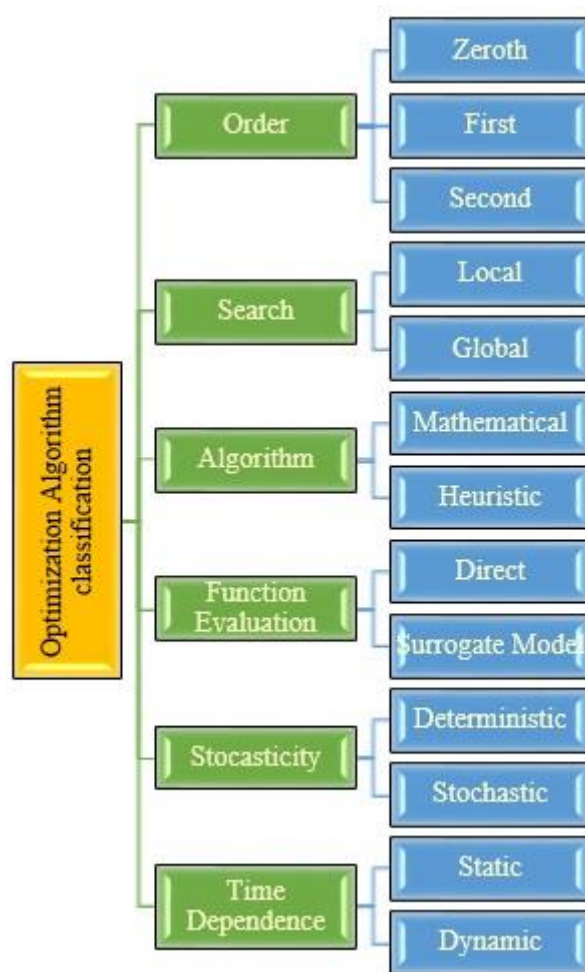 Optimization Algorithm
classification
Order
Zeroth
First
Second
Search
Local
Global
Algorithm
Mathematical
Heuristic
Function
Evaluation
Direct
Surrogate Model
Stocasticity
Deterministic
Stochastic
Time
Dependence
Static
Dynamic